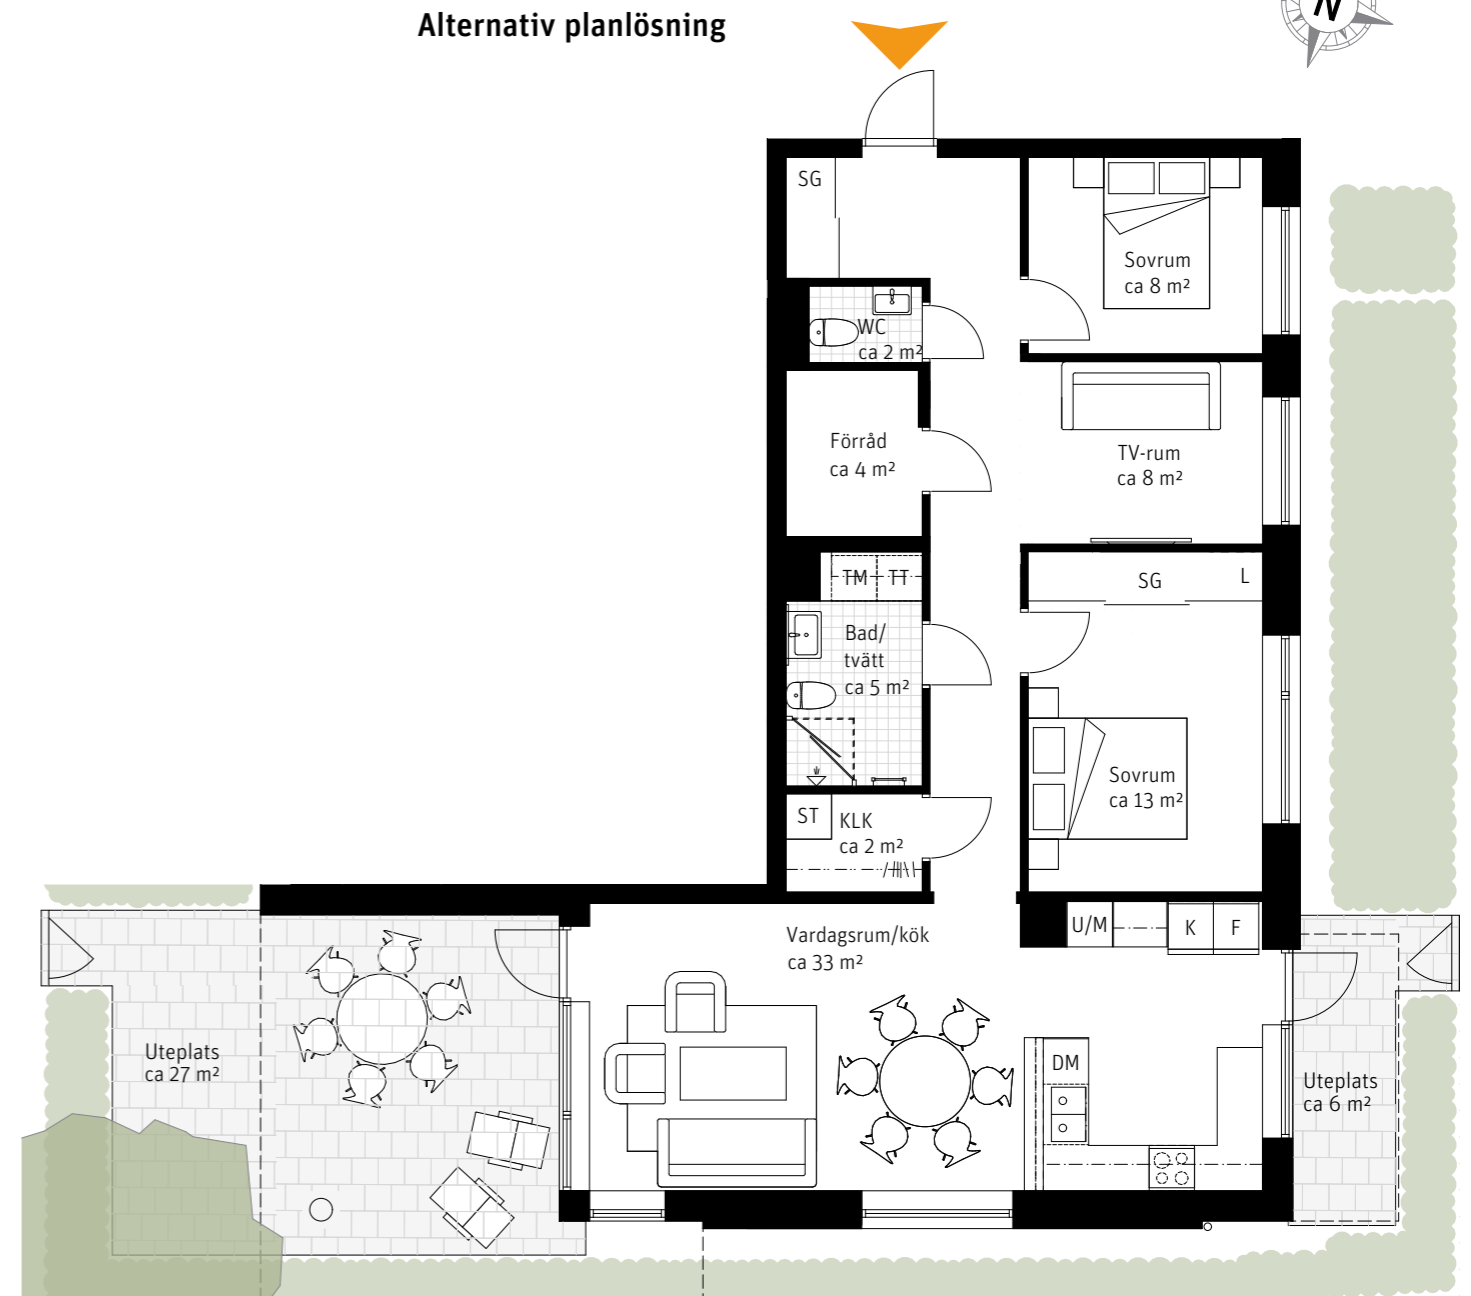 Alternativ planlösning
N
SG
Sovrum
ca 8 m²
WC
ca 2 m²
Förråd
ca 4 m²
TV-rum
ca 8 m²
TM TT
SG
L
Bad/
tvätt
ca 5 m²
Sovrum
ca 13 m²
ST
KLK
ca 2 m²
U/M
K
F
Vardagsrum/kök
ca 33 m²
Uteplats
ca 27 m²
DM
Uteplats
ca 6 m²